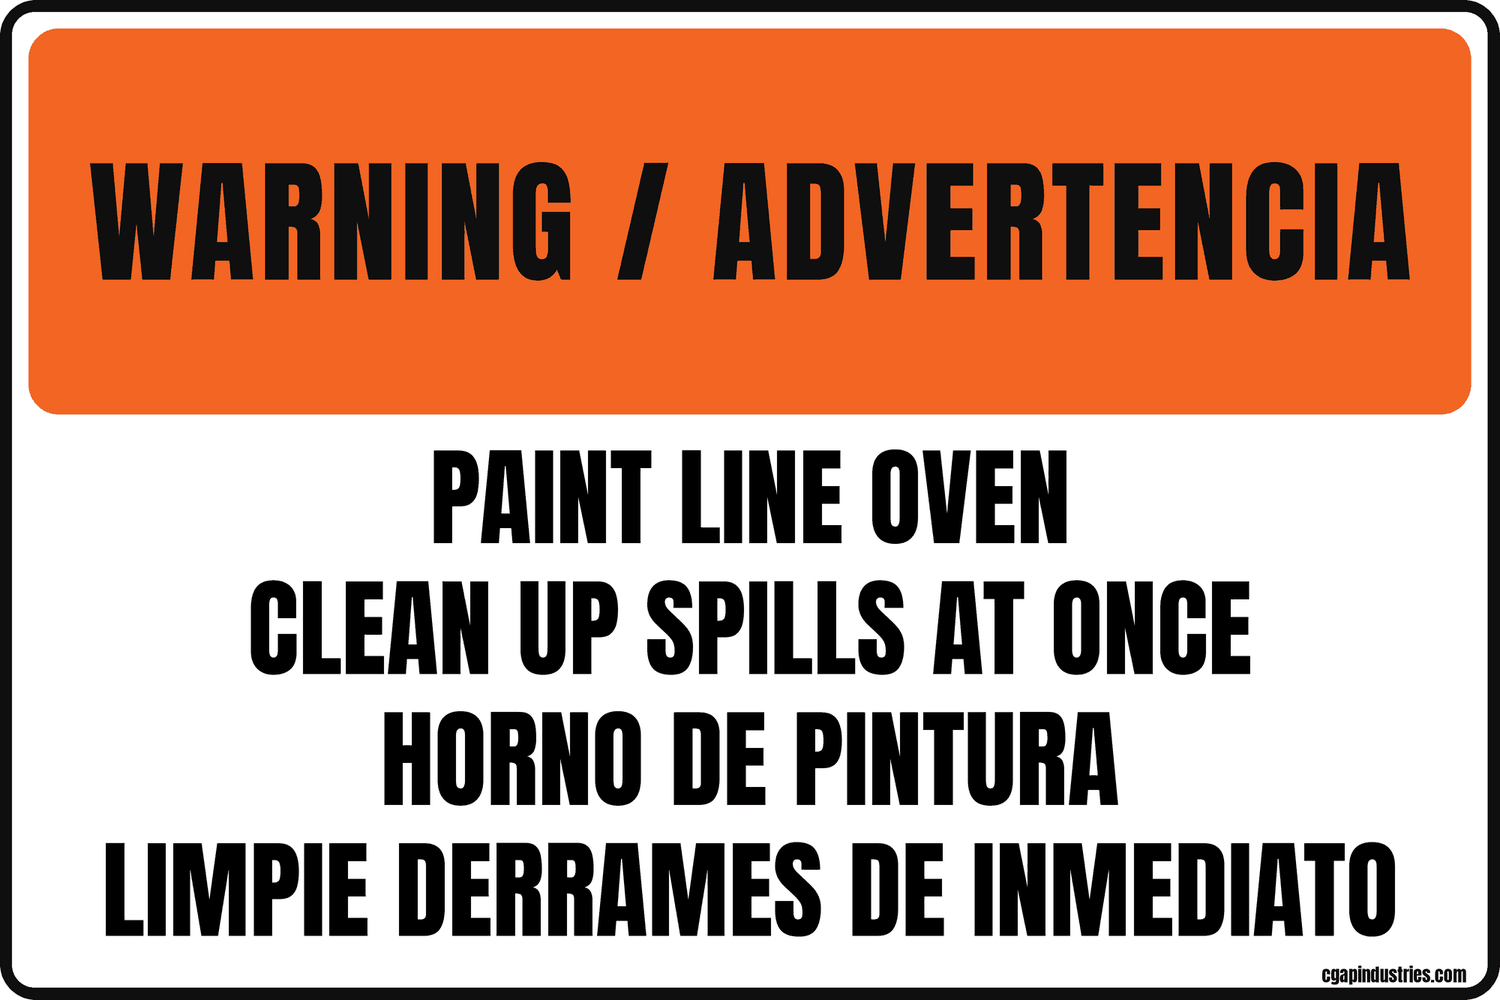 WARNING / ADVERTENCIA
PAINT LINE OVEN
CLEAN UP SPILLS AT ONCE
HORNO DE PINTURA
LIMPIE DERRAMES DE INMEDIATO
cgapindustries.com